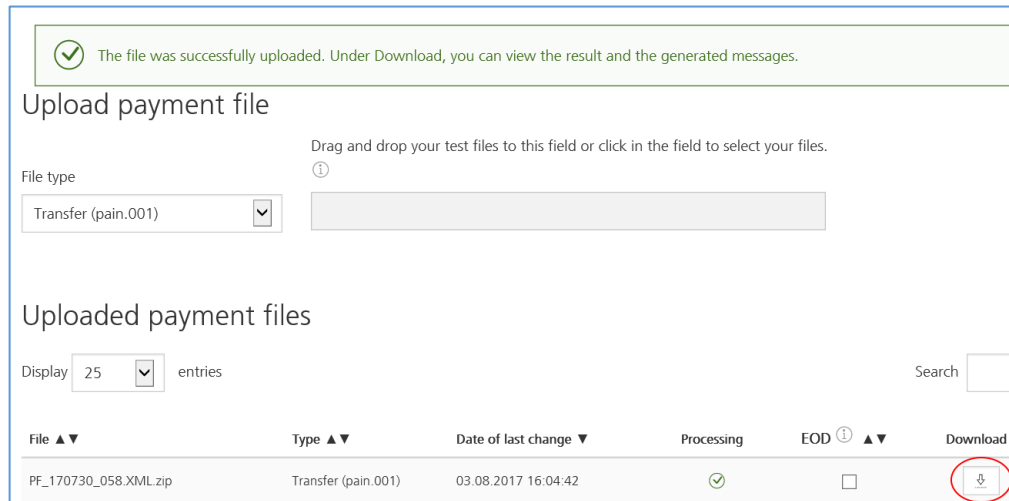 The file was successfully uploaded. Under Download, you can view the result and the generated messages.
Upload payment file
Drag and drop your test files to this field or click in the field to select your files.
File type
Transfer (pain.001)
Uploaded payment files
Display 25 entries Search
File ▲▼ Type ▲▼ Date of last change ▼ Processing EOD ▲▼ Download
PF_170730_058.XML.zip Transfer (pain.001) 03.08.2017 16:04:42